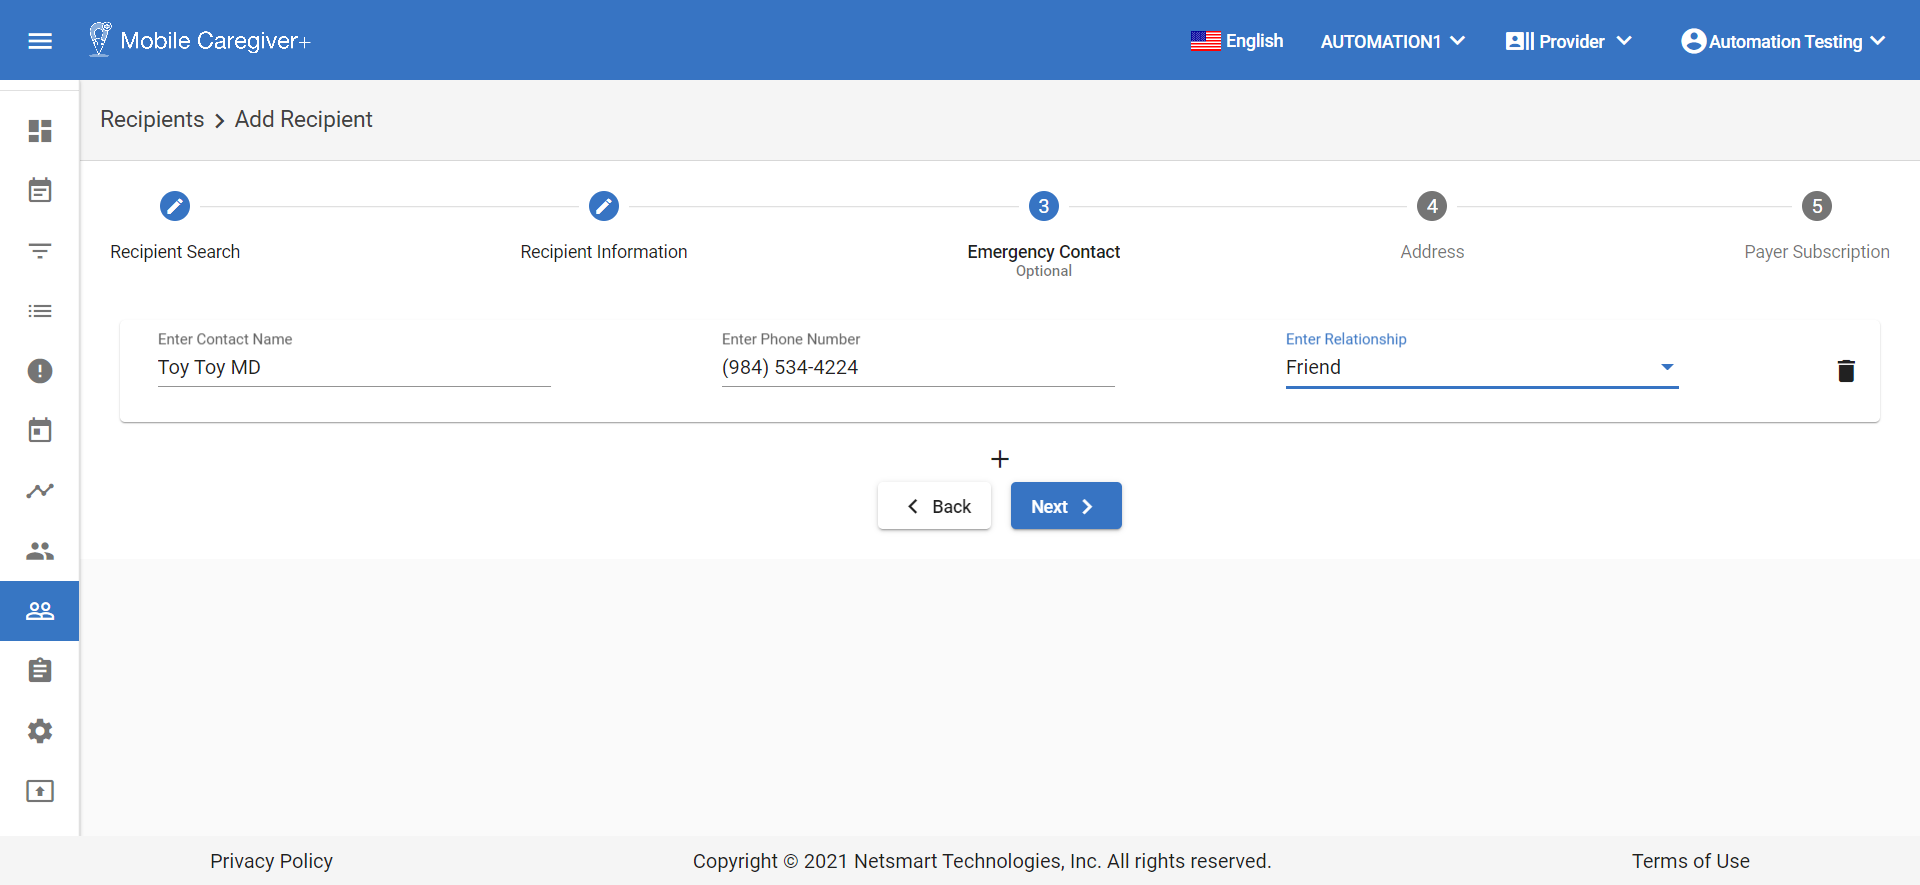 Mobile Caregiver+
English
AUTOMATION1
Provider
Automation Testing
Recipients > Add Recipient
3
4
5
Recipient Search
Recipient Information
Emergency Contact
Optional
Address
Payer Subscription
Enter Contact Name
Toy Toy MD
Enter Phone Number
(984) 534-4224
Enter Relationship
Friend
+
Back
Next
Privacy Policy
Copyright © 2021 Netsmart Technologies, Inc. All rights reserved.
Terms of Use